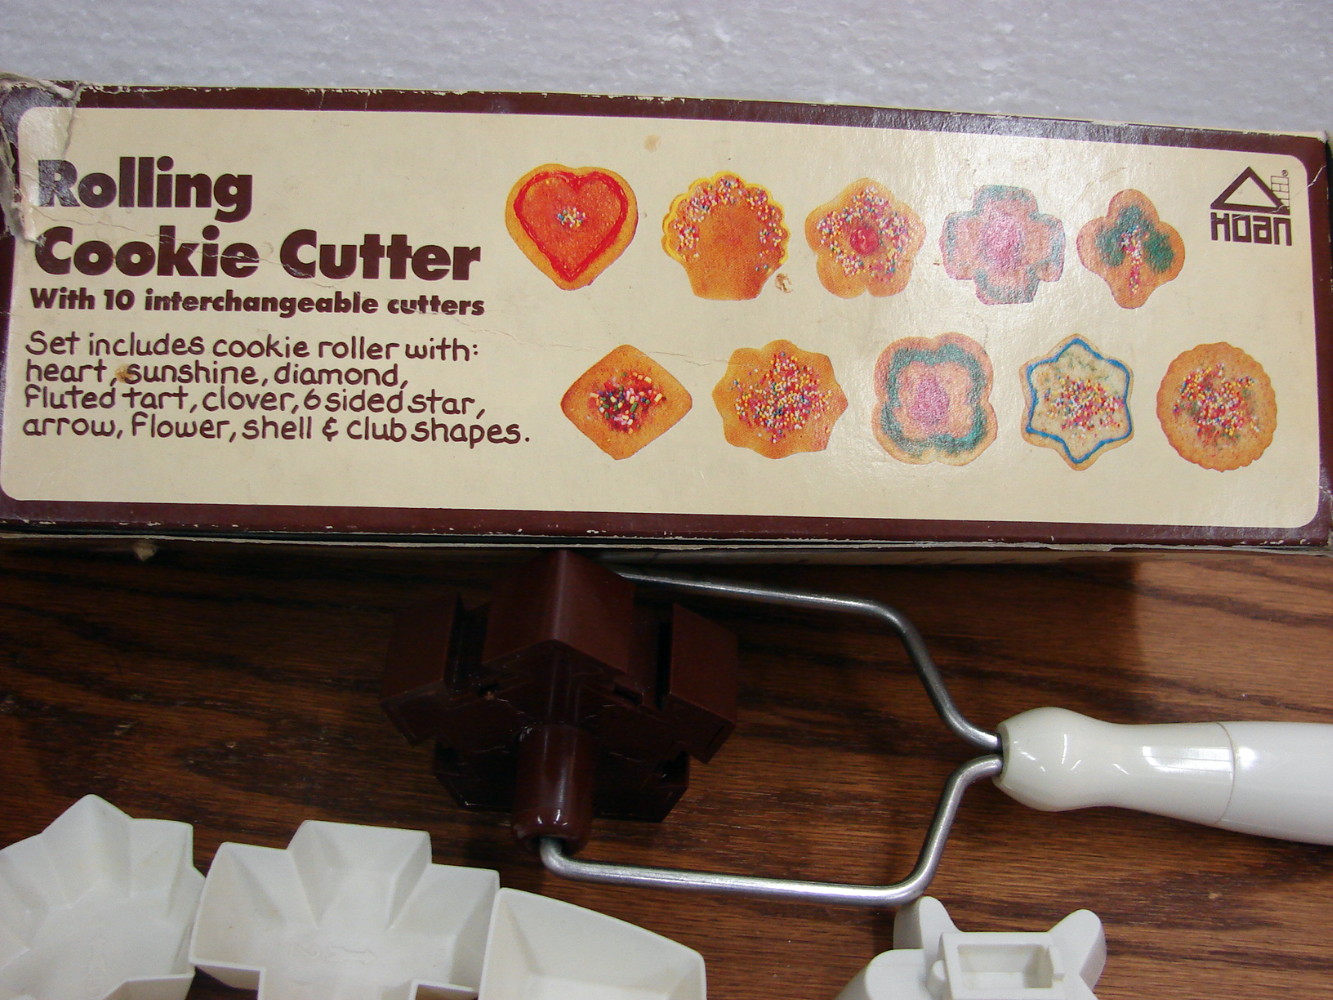 Rolling
Cookie Cutter
With 10 interchangeable cutters
Set includes cookie roller with:
heart, sunshine, diamond,
fluted tart, clover, 6 sided star,
arrow, flower, shell & club shapes.
HOAN®